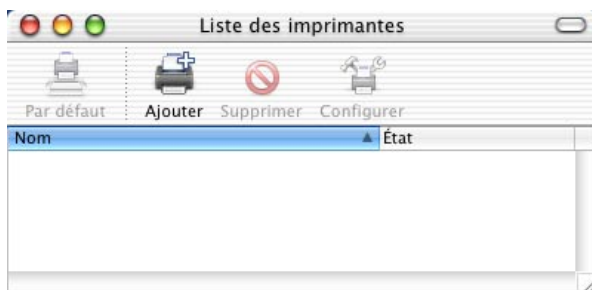 Liste des imprimantes
Par défaut Ajouter Supprimer Configurer
Nom État